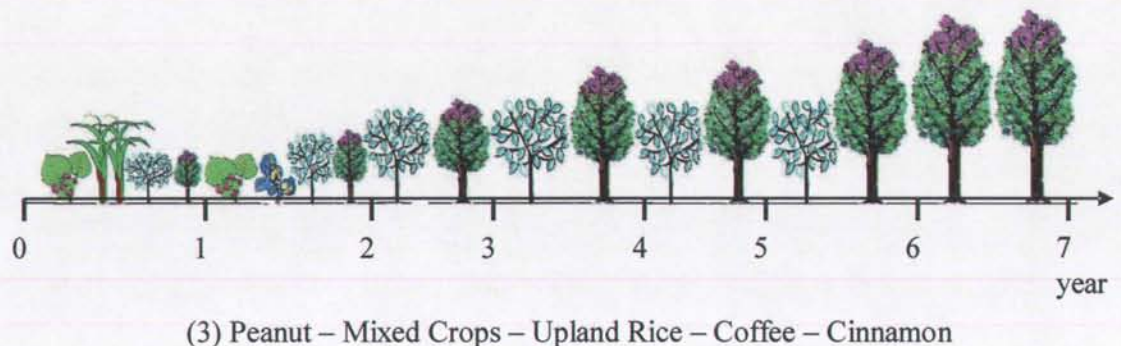 0 1 2 3 4 5 6 7
year
(3) Peanut – Mixed Crops – Upland Rice – Coffee – Cinnamon